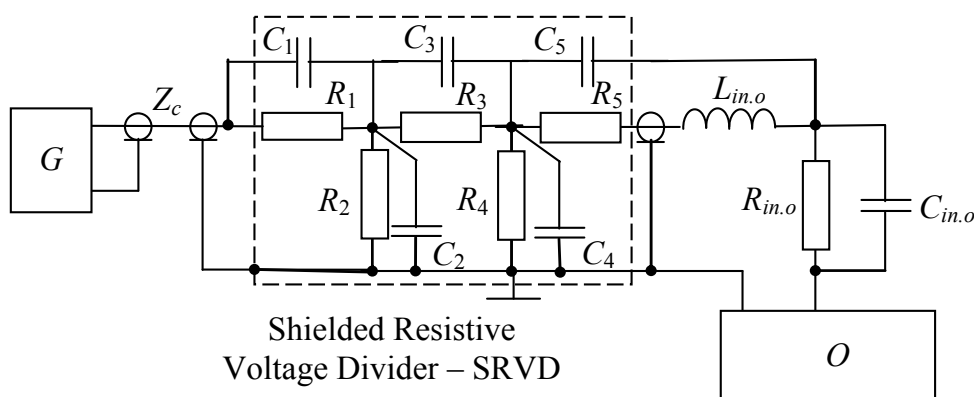 C1
C3
C5
Lin.o
Zc
R1
R3
R5
G
R2
R4
Rin.o
Cin.o
C2
C4
Shielded Resistive
Voltage Divider – SRVD
O